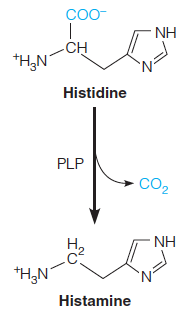 COO⁻
CH
⁺H₃N
NH
N
Histidine
PLP
CO₂
H₂
C
⁺H₃N
NH
N
Histamine